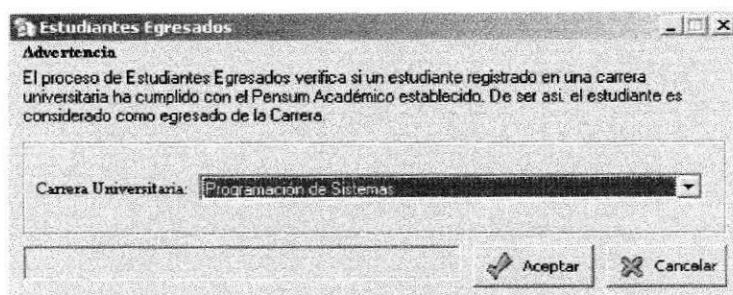 Estudiantes Egresados
Advertencia
El proceso de Estudiantes Egresados verifica si un estudiante registrado en una carrera
universitaria ha cumplido con el Pensum Académico establecido. De ser asi, el estudiante es
considerado como egresado de la Carrera.
Carrera Universitaria: Programación de Sistemas
Aceptar Cancelar